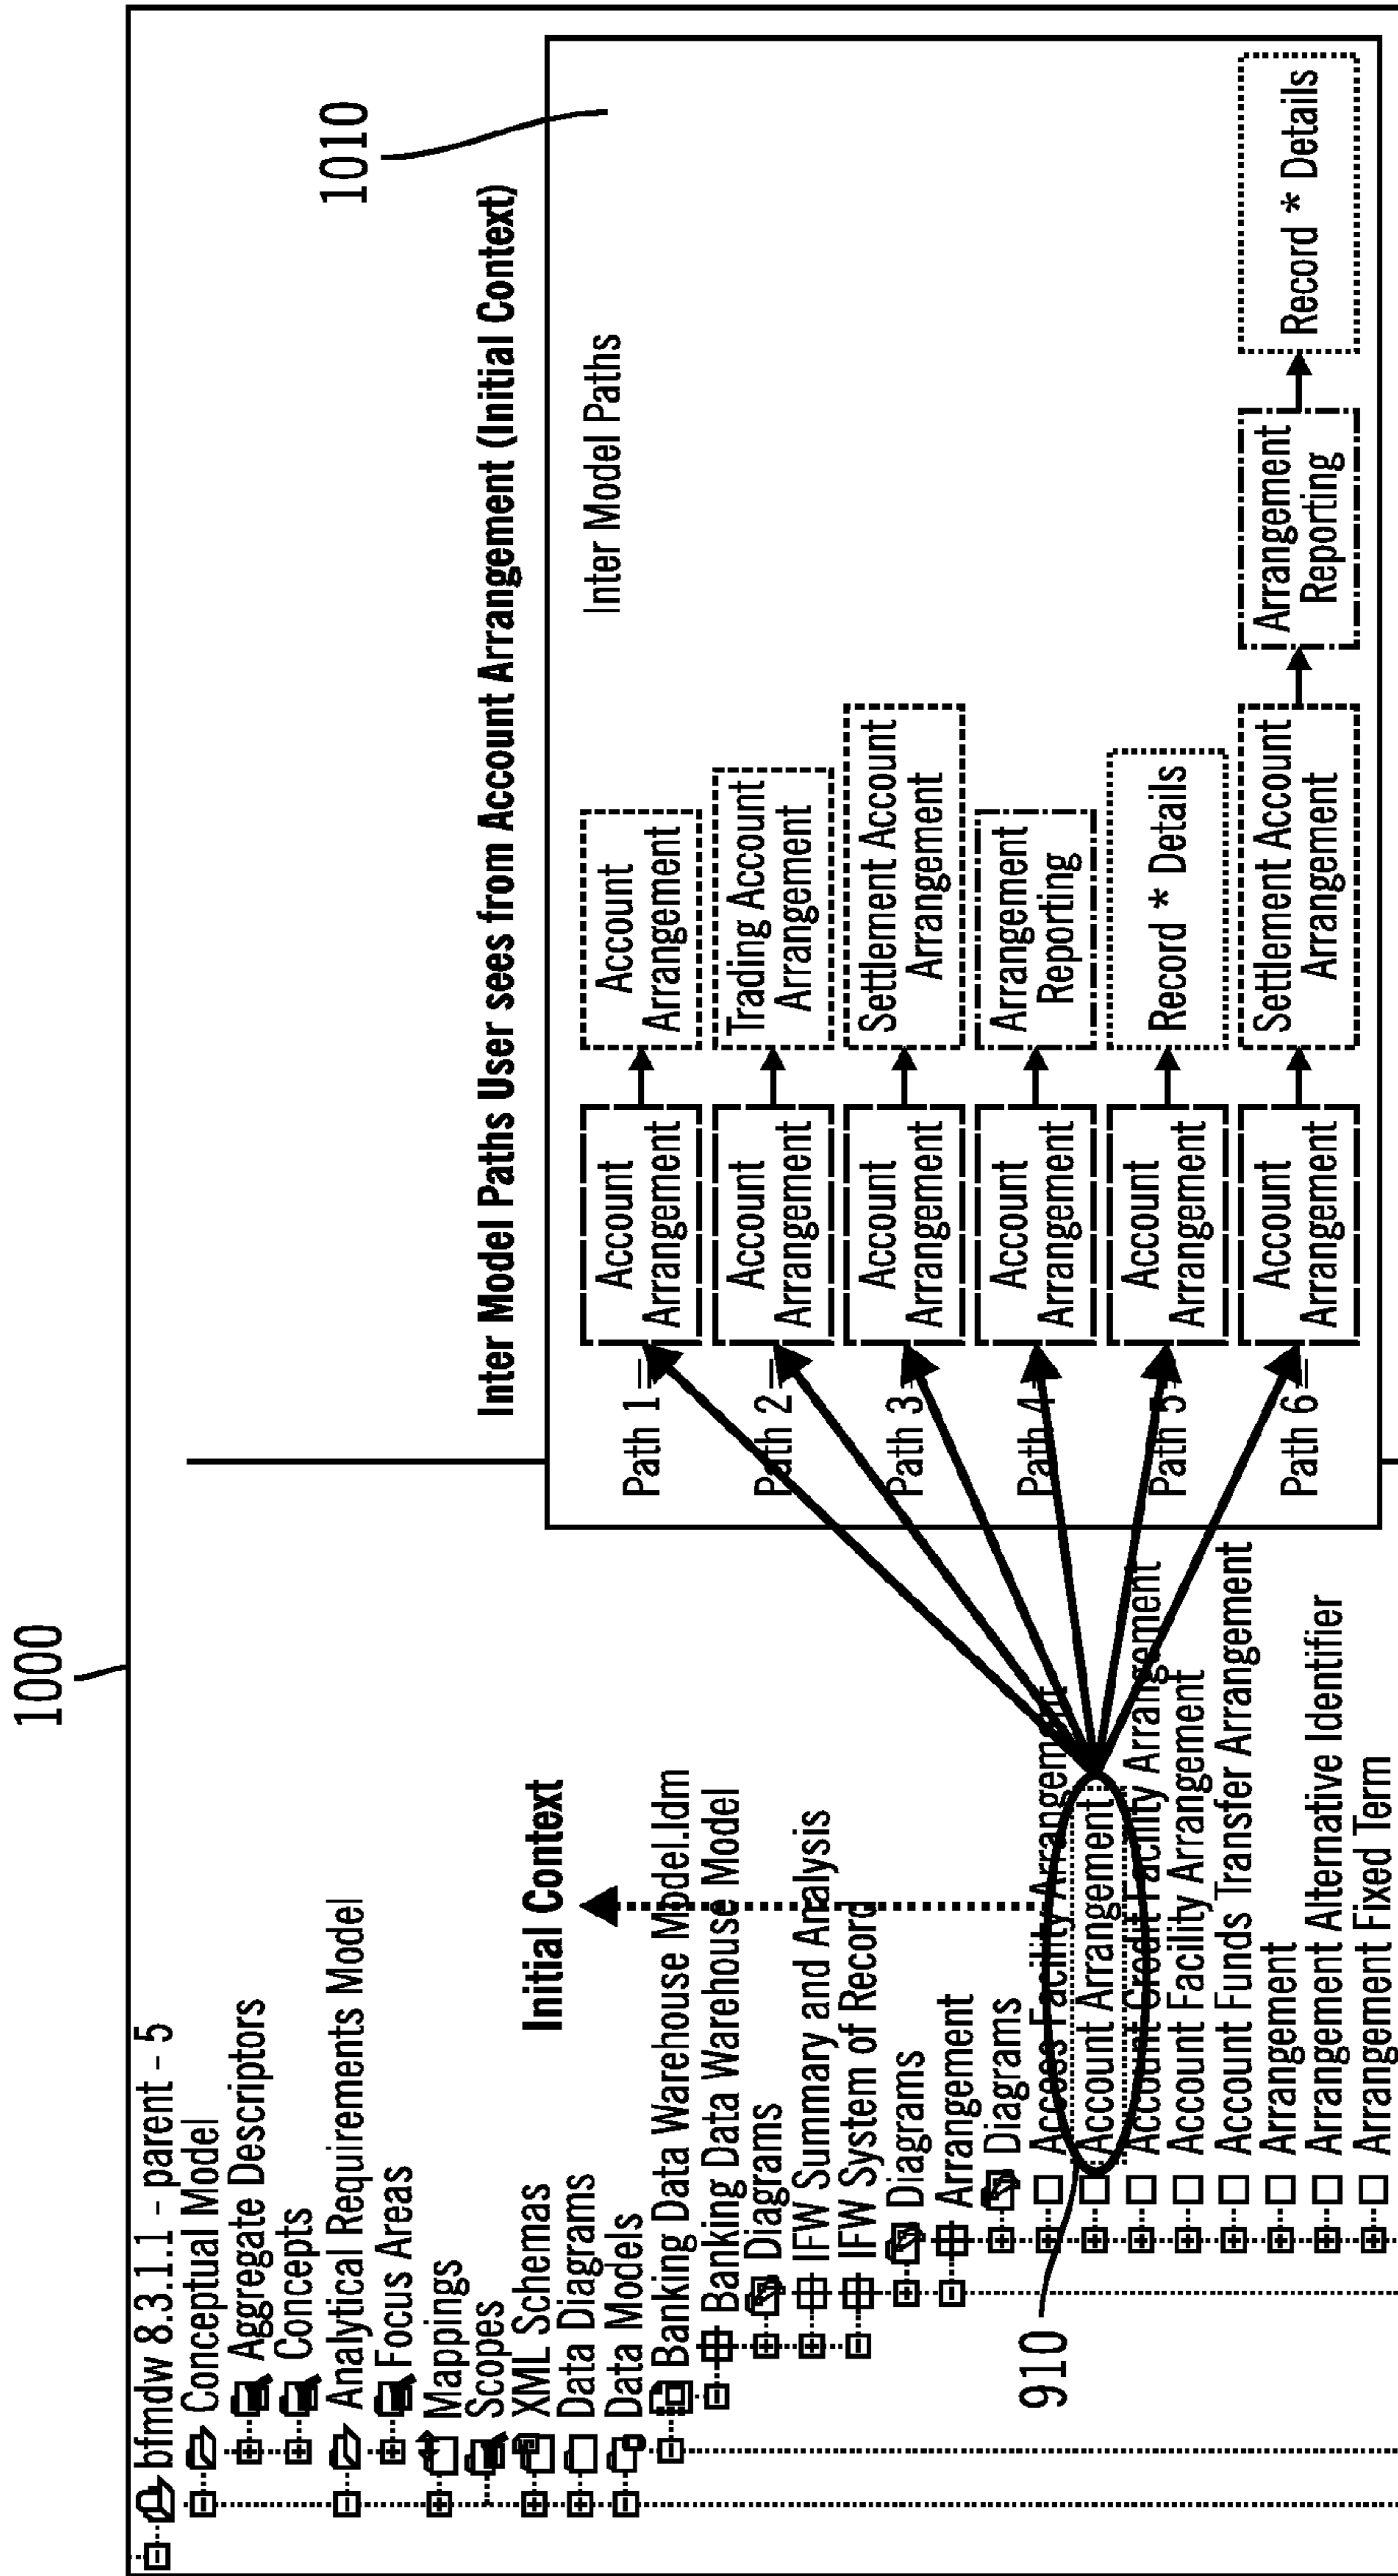 1000
bfmdw 8.3.1.1 - parent - 5
Conceptual Model
Aggregate Descriptors
Concepts
Analytical Requirements Model
Focus Areas
Mappings
Scopes
XML Schemas
Data Diagrams
Data Models
Banking Data Warehouse Model.ldm
Banking Data Warehouse Model
Diagrams
IFW Summary and Analysis
IFW System of Record
Diagrams
Arrangement
Diagrams
Access Facility Arrangement
Account Arrangement
Account Credit Facility Arrangement
Account Facility Arrangement
Account Funds Transfer Arrangement
Arrangement
Arrangement Alternative Identifier
Arrangement Fixed Term
910
Initial Context
1010
Inter Model Paths User sees from Account Arrangement (Initial Context)
Inter Model Paths
Path 1 =
Account
Arrangement
Account
Arrangement
Path 2 =
Account
Arrangement
Trading Account
Arrangement
Path 3 =
Account
Arrangement
Settlement Account
Arrangement
Path 4 =
Account
Arrangement
Arrangement
Reporting
Path 5 =
Account
Arrangement
Record * Details
Path 6 =
Account
Arrangement
Settlement Account
Arrangement
Arrangement
Reporting
Record * Details